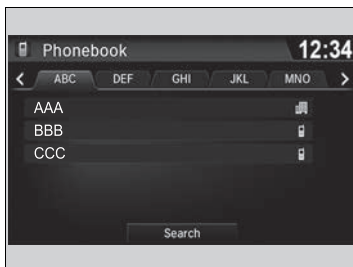 Phonebook 12:34
ABC DEF GHI JKL MNO
AAA
BBB
CCC
Search